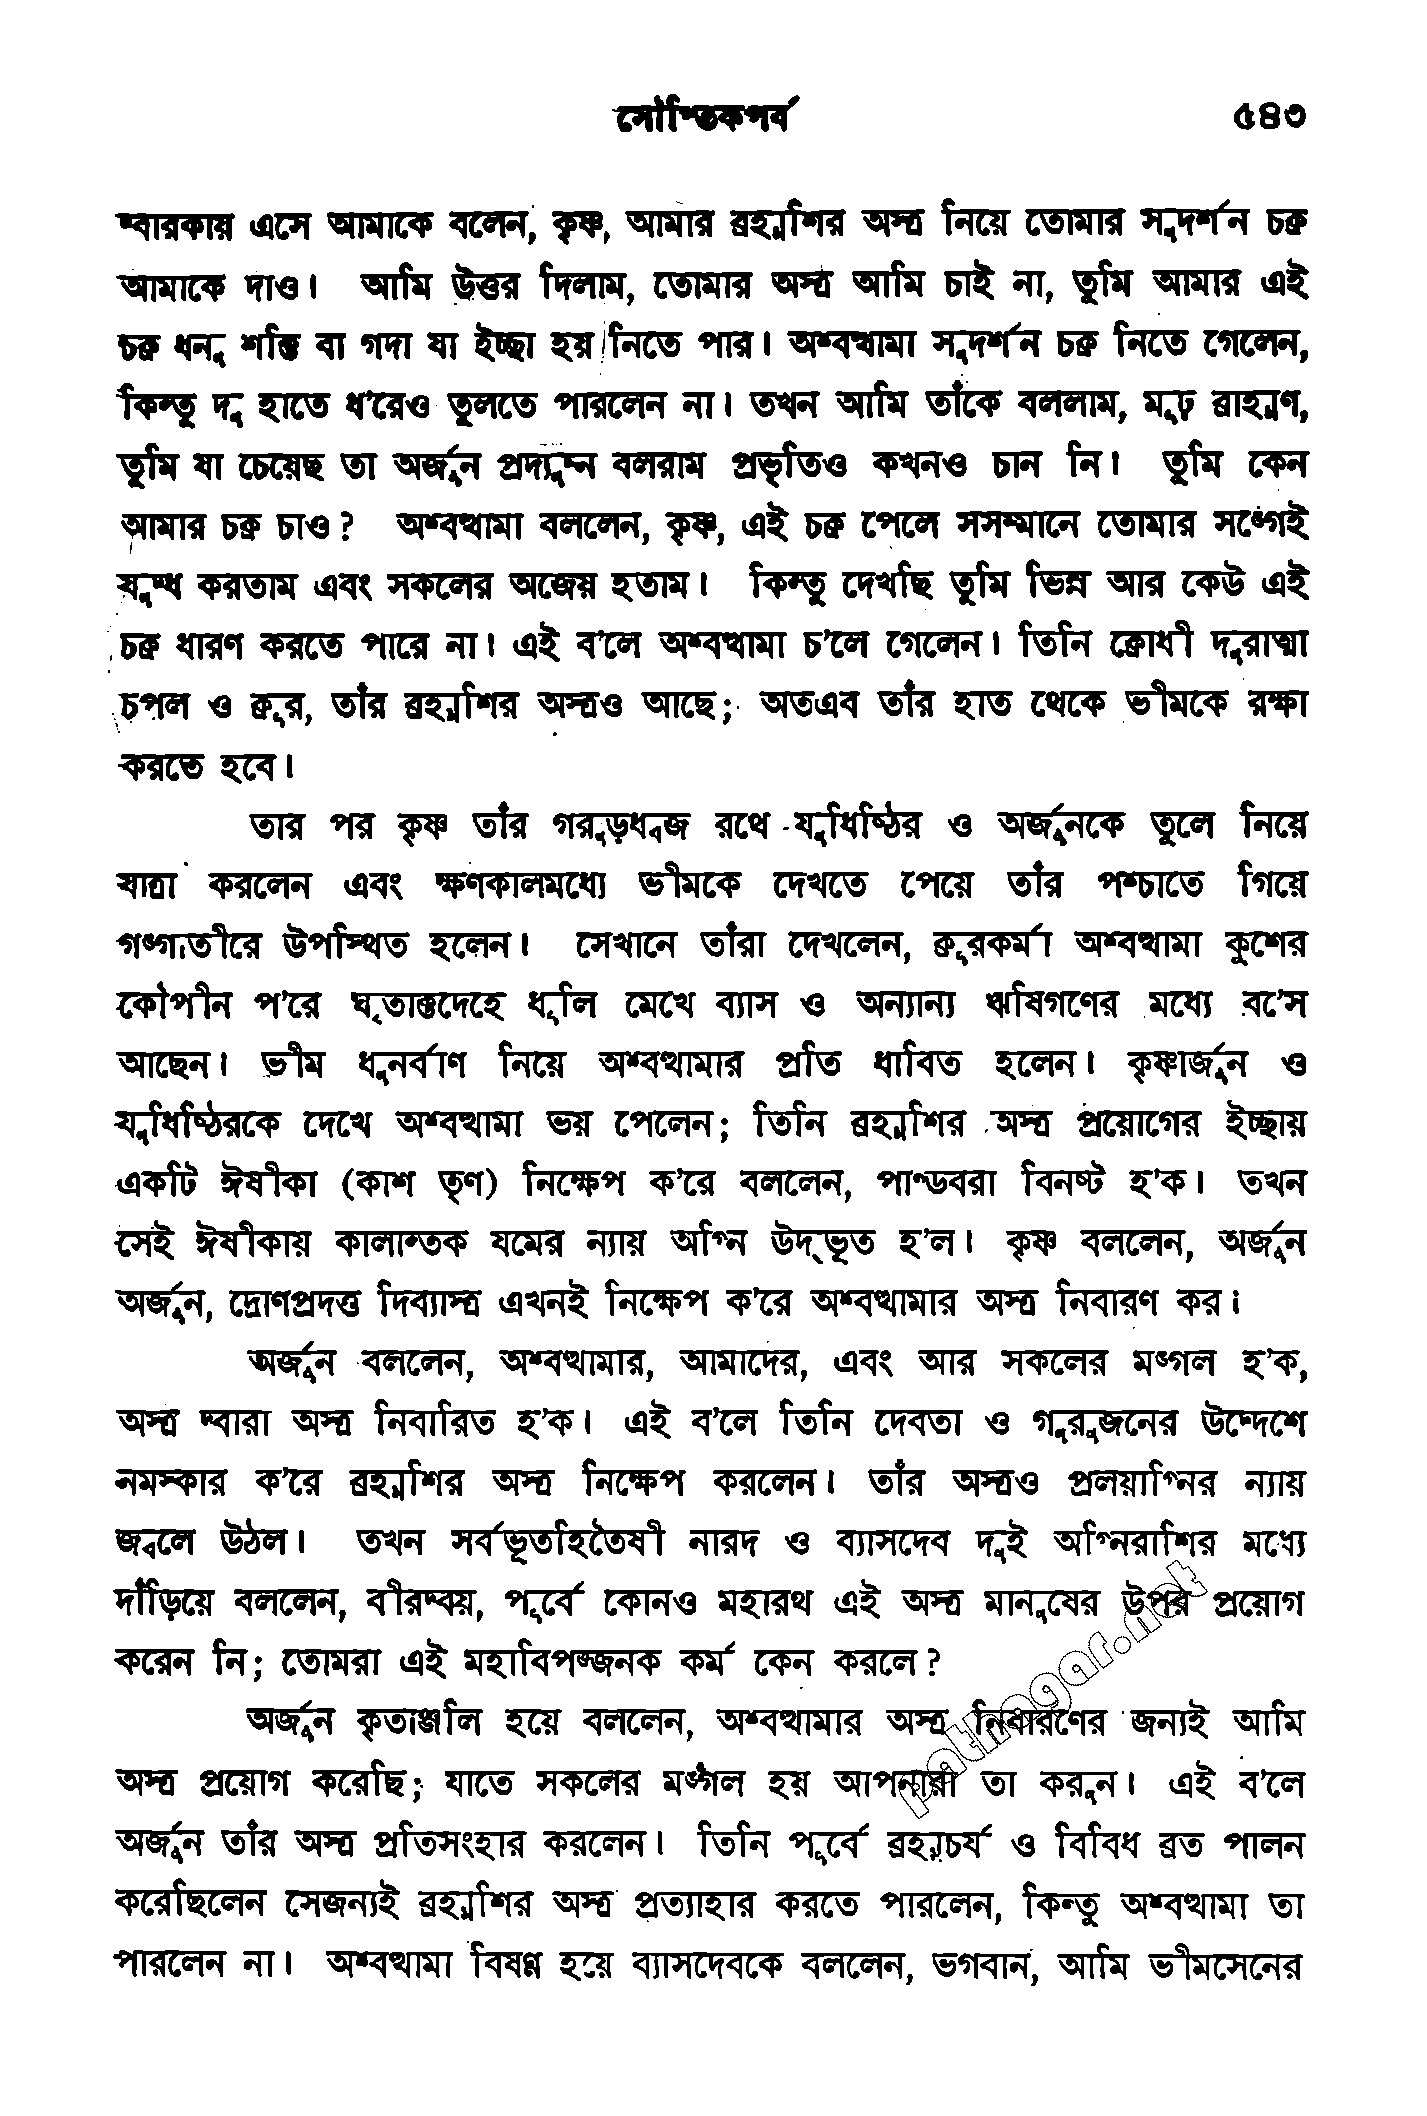 সৌপ্তিকপর্ব ৫৪৩
দ্বারকায় এসে আমাকে বলেন, কৃষ্ণ, আমার ব্রহ্মশির অস্ত্র নিয়ে তোমার সুদর্শন চক্র
আমাকে দাও। আমি উত্তর দিলাম, তোমার অস্ত্র আমি চাই না, তুমি আমার এই
চক্র ধনু শক্তি বা গদা যা ইচ্ছা হয় নিতে পার। অশ্বত্থামা সুদর্শন চক্র নিতে গেলেন,
কিন্তু দু হাতে ধ’রেও তুলতে পারলেন না। তখন আমি তাঁকে বললাম, মূঢ় ব্রাহ্মণ,
তুমি যা চেয়েছ তা অর্জুন প্রদ্যুম্ন বলরাম প্রভৃতিও কখনও চান নি। তুমি কেন
আমার চক্র চাও? অশ্বত্থামা বললেন, কৃষ্ণ, এই চক্র পেলে সসম্মানে তোমার সঙ্গেই
যুদ্ধ করতাম এবং সকলের অজেয় হতাম। কিন্তু দেখছি তুমি ভিন্ন আর কেউ এই
চক্র ধারণ করতে পারে না। এই ব’লে অশ্বত্থামা চ’লে গেলেন। তিনি ক্রোধী দুরাত্মা
চপল ও ক্রূর, তাঁর ব্রহ্মশির অস্ত্রও আছে; অতএব তাঁর হাত থেকে ভীমকে রক্ষা
করতে হবে।
তার পর কৃষ্ণ তাঁর গরুড়ধ্বজ রথে যুধিষ্ঠির ও অর্জুনকে তুলে নিয়ে
যাত্রা করলেন এবং ক্ষণকালমধ্যে ভীমকে দেখতে পেয়ে তাঁর পশ্চাতে গিয়ে
গঙ্গাতীরে উপস্থিত হলেন। সেখানে তাঁরা দেখলেন, ক্রূরকর্মা অশ্বত্থামা কুশের
কৌপীন প’রে ঘৃতাক্তদেহে ধূলি মেখে ব্যাস ও অন্যান্য ঋষিগণের মধ্যে ব’সে
আছেন। ভীম ধনুর্বাণ নিয়ে অশ্বত্থামার প্রতি ধাবিত হলেন। কৃষ্ণার্জুন ও
যুধিষ্ঠিরকে দেখে অশ্বত্থামা ভয় পেলেন; তিনি ব্রহ্মশির অস্ত্র প্রয়োগের ইচ্ছায়
একটি ঈষীকা (কাশ তৃণ) নিক্ষেপ ক’রে বললেন, পাণ্ডবরা বিনষ্ট হ’ক। তখন
সেই ঈষীকায় কালান্তক যমের ন্যায় অগ্নি উদ্‌ভূত হ’ল। কৃষ্ণ বললেন, অর্জুন
অর্জুন, দ্রোণপ্রদত্ত দিব্যাস্ত্র এখনই নিক্ষেপ ক’রে অশ্বত্থামার অস্ত্র নিবারণ কর।
অর্জুন বললেন, অশ্বত্থামার, আমাদের, এবং আর সকলের মঙ্গল হ’ক,
অস্ত্র দ্বারা অস্ত্র নিবারিত হ’ক। এই ব’লে তিনি দেবতা ও গুরুজনের উদ্দেশে
নমস্কার ক’রে ব্রহ্মশির অস্ত্র নিক্ষেপ করলেন। তাঁর অস্ত্রও প্রলয়াগ্নির ন্যায়
জ্বলে উঠল। তখন সর্বভূতহিতৈষী নারদ ও ব্যাসদেব দুই অগ্নিরাশির মধ্যে
দাঁড়িয়ে বললেন, বীরদ্বয়, পূর্বে কোনও মহারথ এই অস্ত্র মানুষের উপর প্রয়োগ
করেন নি; তোমরা এই মহাবিপজ্জনক কর্ম কেন করলে?
অর্জুন কৃতাঞ্জলি হয়ে বললেন, অশ্বত্থামার অস্ত্র নিবারণের জন্যই আমি
অস্ত্র প্রয়োগ করেছি; যাতে সকলের মঙ্গল হয় আপনারা তা করুন। এই ব’লে
অর্জুন তাঁর অস্ত্র প্রতিসংহার করলেন। তিনি পূর্বে ব্রহ্মচর্য ও বিবিধ ব্রত পালন
করেছিলেন সেজন্যই ব্রহ্মশির অস্ত্র প্রত্যাহার করতে পারলেন, কিন্তু অশ্বত্থামা তা
পারলেন না। অশ্বত্থামা বিষণ্ণ হয়ে ব্যাসদেবকে বললেন, ভগবান, আমি ভীমসেনের
pathagar.net